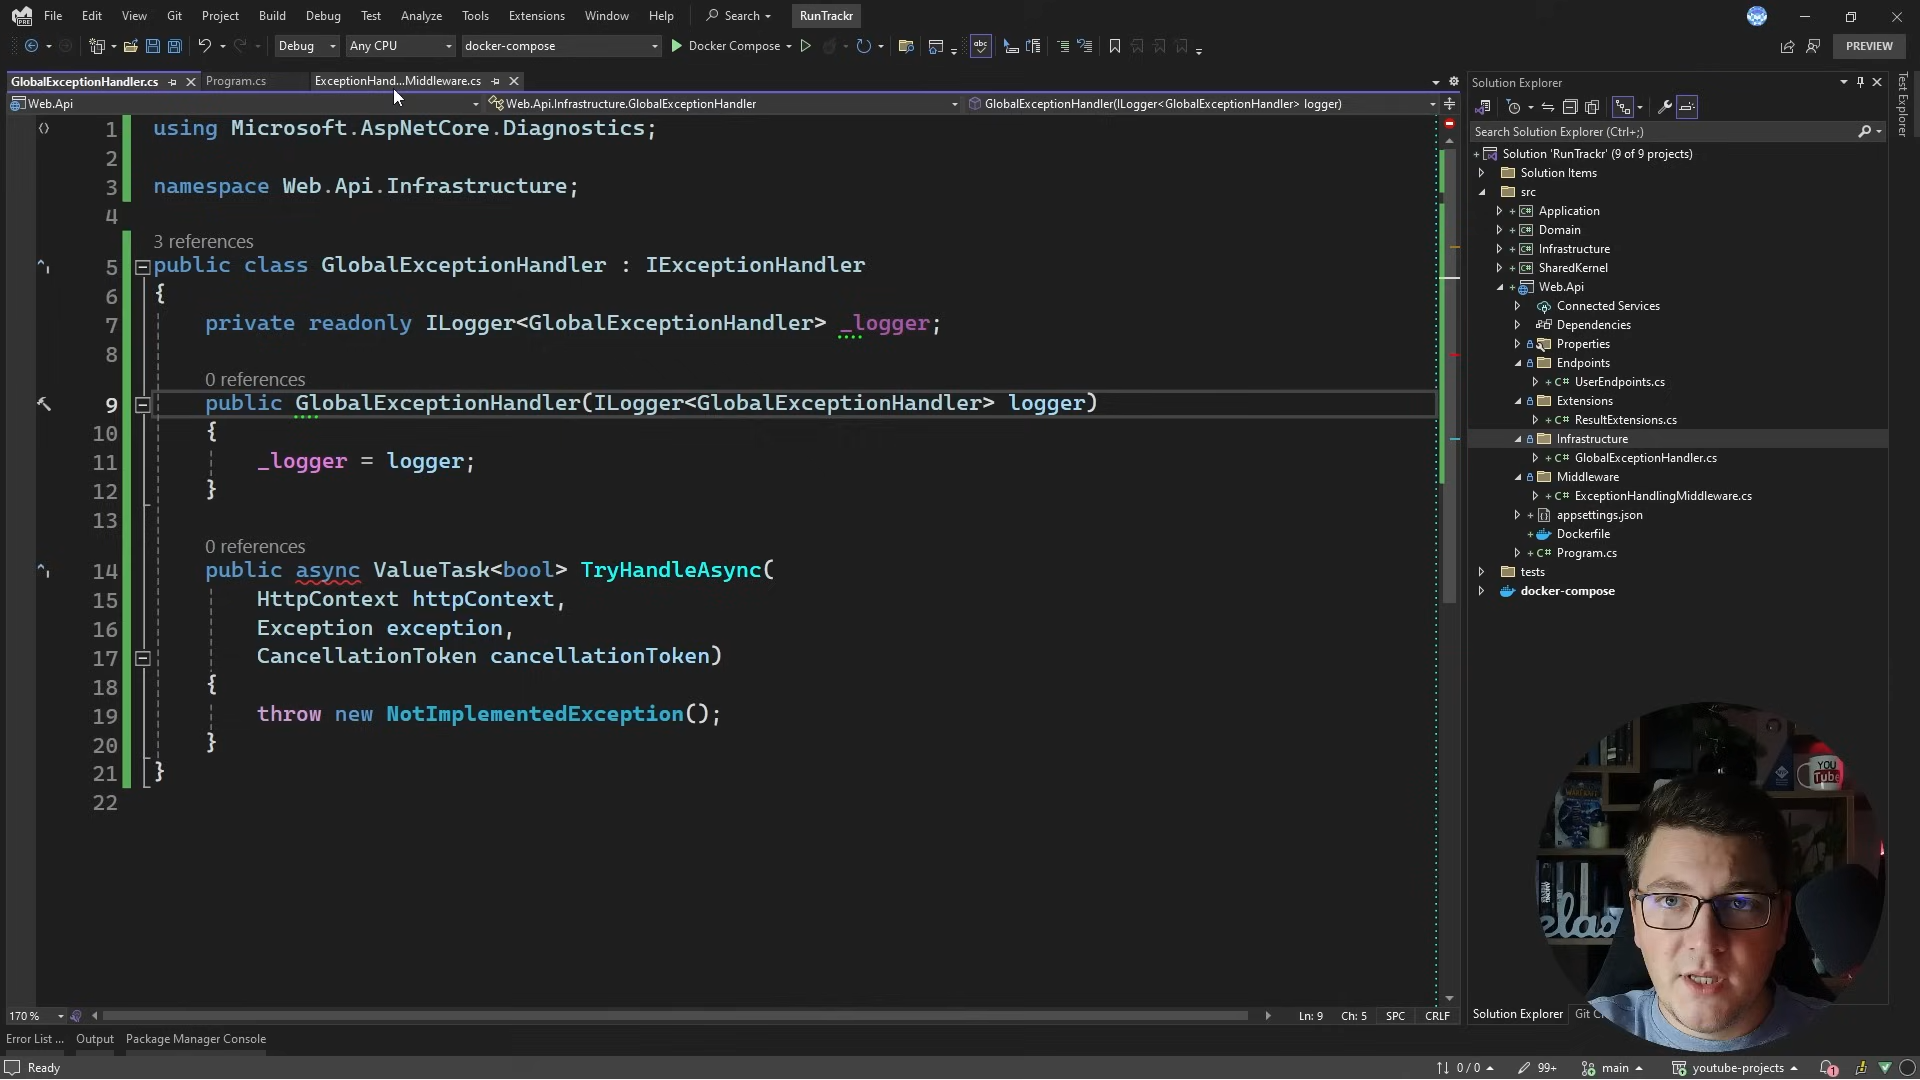 File Edit View Git Project Build Debug Test Analyze Tools Extensions Window Help Search RunTrackr
Debug Any CPU docker-compose Docker Compose PREVIEW
GlobalExceptionHandler.cs Program.cs ExceptionHand...Middleware.cs
Web.Api Web.Api.Infrastructure.GlobalExceptionHandler GlobalExceptionHandler(ILogger<GlobalExceptionHandler> logger)
1 using Microsoft.AspNetCore.Diagnostics;
2
3 namespace Web.Api.Infrastructure;
4
3 references
5 public class GlobalExceptionHandler : IExceptionHandler
6 {
7 private readonly ILogger<GlobalExceptionHandler> _logger;
8
0 references
9 public GlobalExceptionHandler(ILogger<GlobalExceptionHandler> logger)
10 {
11 _logger = logger;
12 }
13
0 references
14 public async ValueTask<bool> TryHandleAsync(
15 HttpContext httpContext,
16 Exception exception,
17 CancellationToken cancellationToken)
18 {
19 throw new NotImplementedException();
20 }
21 }
22
170 % Ln: 9 Ch: 5 SPC CRLF
Error List ... Output Package Manager Console
Ready 0 / 0 99+ main youtube-projects 1
Solution Explorer
Search Solution Explorer (Ctrl+;)
Solution 'RunTrackr' (9 of 9 projects)
Solution Items
src
Application
Domain
Infrastructure
SharedKernel
Web.Api
Connected Services
Dependencies
Properties
Endpoints
UserEndpoints.cs
Extensions
ResultExtensions.cs
Infrastructure
GlobalExceptionHandler.cs
Middleware
ExceptionHandlingMiddleware.cs
appsettings.json
Dockerfile
Program.cs
tests
docker-compose
Solution Explorer Git C
Test Explorer
YOU
Tube
elad